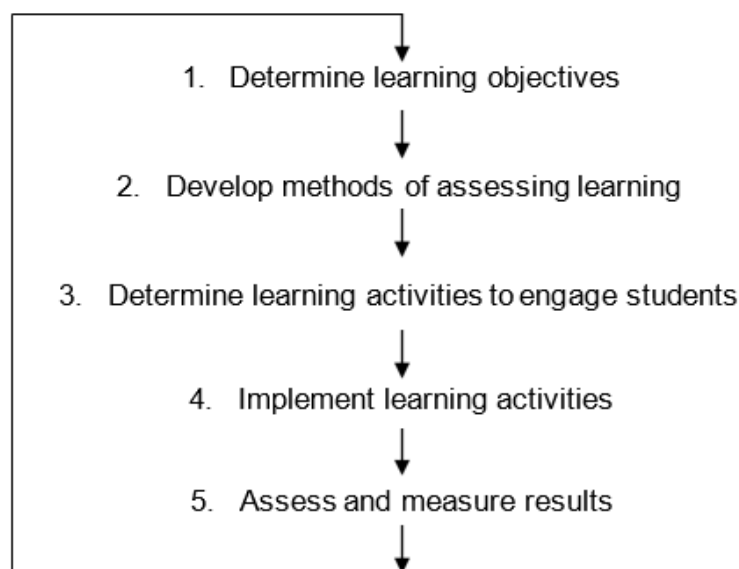 1. Determine learning objectives
2. Develop methods of assessing learning
3. Determine learning activities to engage students
4. Implement learning activities
5. Assess and measure results